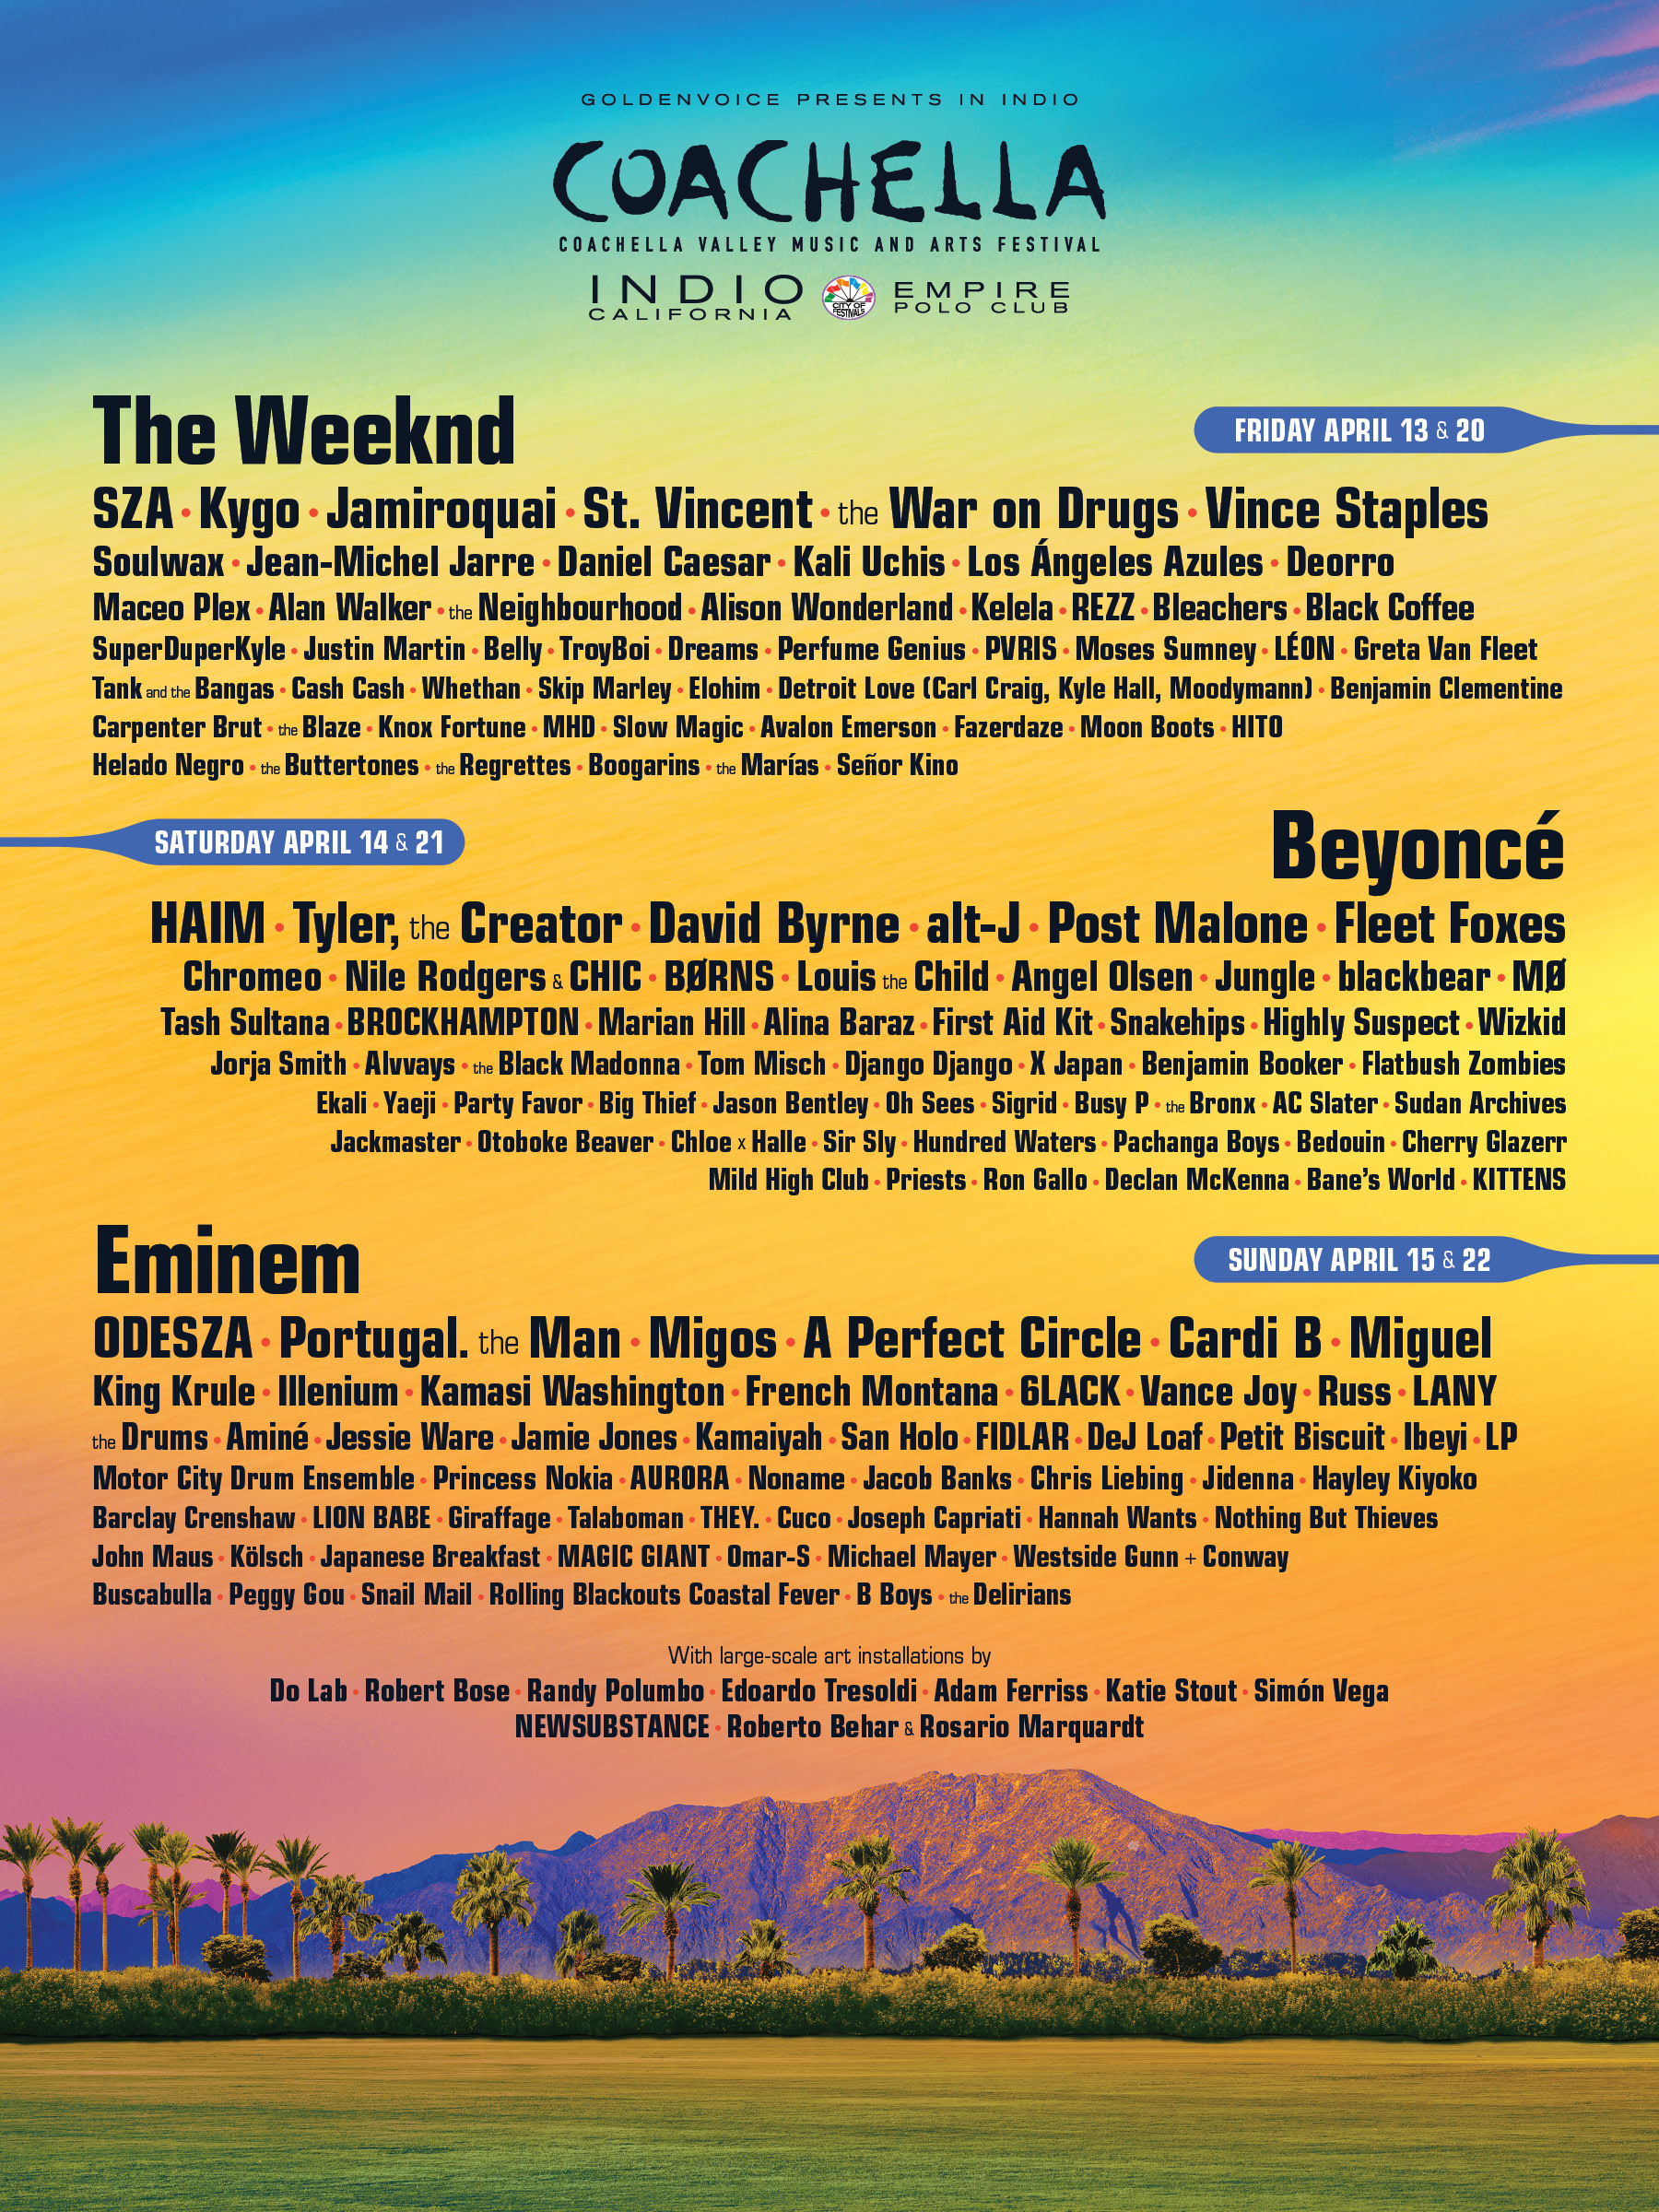 GOLDENVOICE PRESENTS IN INDIO
COACHELLA
COACHELLA VALLEY MUSIC AND ARTS FESTIVAL
INDIO
CALIFORNIA
CITY OF
FESTIVALS
EMPIRE
POLO CLUB
The Weeknd
FRIDAY APRIL 13 & 20
SZA • Kygo • Jamiroquai • St. Vincent • the War on Drugs • Vince Staples
Soulwax • Jean-Michel Jarre • Daniel Caesar • Kali Uchis • Los Ángeles Azules • Deorro
Maceo Plex • Alan Walker • the Neighbourhood • Alison Wonderland • Kelela • REZZ • Bleachers • Black Coffee
SuperDuperKyle • Justin Martin • Belly • TroyBoi • Dreams • Perfume Genius • PVRIS • Moses Sumney • LÉON • Greta Van Fleet
Tank and the Bangas • Cash Cash • Whethan • Skip Marley • Elohim • Detroit Love (Carl Craig, Kyle Hall, Moodymann) • Benjamin Clementine
Carpenter Brut • the Blaze • Knox Fortune • MHD • Slow Magic • Avalon Emerson • Fazerdaze • Moon Boots • HITO
Helado Negro • the Buttertones • the Regrettes • Boogarins • the Marías • Señor Kino
SATURDAY APRIL 14 & 21
Beyoncé
HAIM • Tyler, the Creator • David Byrne • alt-J • Post Malone • Fleet Foxes
Chromeo • Nile Rodgers & CHIC • BØRNS • Louis the Child • Angel Olsen • Jungle • blackbear • MØ
Tash Sultana • BROCKHAMPTON • Marian Hill • Alina Baraz • First Aid Kit • Snakehips • Highly Suspect • Wizkid
Jorja Smith • Alvvays • the Black Madonna • Tom Misch • Django Django • X Japan • Benjamin Booker • Flatbush Zombies
Ekali • Yaeji • Party Favor • Big Thief • Jason Bentley • Oh Sees • Sigrid • Busy P • the Bronx • AC Slater • Sudan Archives
Jackmaster • Otoboke Beaver • Chloe x Halle • Sir Sly • Hundred Waters • Pachanga Boys • Bedouin • Cherry Glazerr
Mild High Club • Priests • Ron Gallo • Declan McKenna • Bane's World • KITTENS
Eminem
SUNDAY APRIL 15 & 22
ODESZA • Portugal. the Man • Migos • A Perfect Circle • Cardi B • Miguel
King Krule • Illenium • Kamasi Washington • French Montana • 6LACK • Vance Joy • Russ • LANY
the Drums • Aminé • Jessie Ware • Jamie Jones • Kamaiyah • San Holo • FIDLAR • DeJ Loaf • Petit Biscuit • Ibeyi • LP
Motor City Drum Ensemble • Princess Nokia • AURORA • Noname • Jacob Banks • Chris Liebing • Jidenna • Hayley Kiyoko
Barclay Crenshaw • LION BABE • Giraffage • Talaboman • THEY. • Cuco • Joseph Capriati • Hannah Wants • Nothing But Thieves
John Maus • Kölsch • Japanese Breakfast • MAGIC GIANT • Omar-S • Michael Mayer • Westside Gunn + Conway
Buscabulla • Peggy Gou • Snail Mail • Rolling Blackouts Coastal Fever • B Boys • the Delirians
With large-scale art installations by
Do Lab • Robert Bose • Randy Polumbo • Edoardo Tresoldi • Adam Ferriss • Katie Stout • Simón Vega
NEWSUBSTANCE • Roberto Behar & Rosario Marquardt